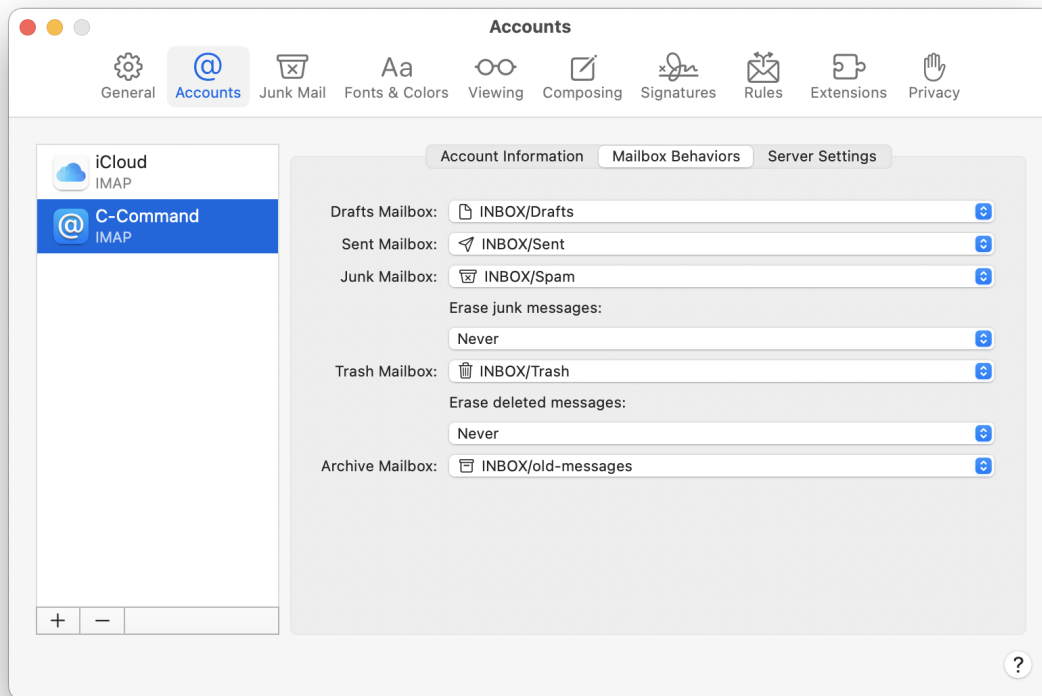 Accounts
General Accounts Junk Mail Fonts & Colors Viewing Composing Signatures Rules Extensions Privacy
iCloud
IMAP
C-Command
IMAP
Account Information Mailbox Behaviors Server Settings
Drafts Mailbox: INBOX/Drafts
Sent Mailbox: INBOX/Sent
Junk Mailbox: INBOX/Spam
Erase junk messages:
Never
Trash Mailbox: INBOX/Trash
Erase deleted messages:
Never
Archive Mailbox: INBOX/old-messages
+ −
?